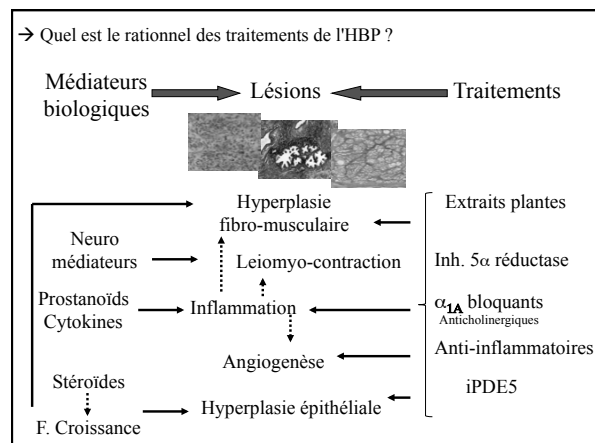 → Quel est le rationnel des traitements de l'HBP ?
Médiateurs
biologiques
Lésions
Traitements
Hyperplasie
fibro-musculaire
Extraits plantes
Neuro
médiateurs
Leiomyo-contraction
Inh. 5α réductase
Prostanoïds
Cytokines
Inflammation
α1A bloquants
Anticholinergiques
Angiogenèse
Anti-inflammatoires
Stéroïdes
iPDE5
F. Croissance
Hyperplasie épithéliale